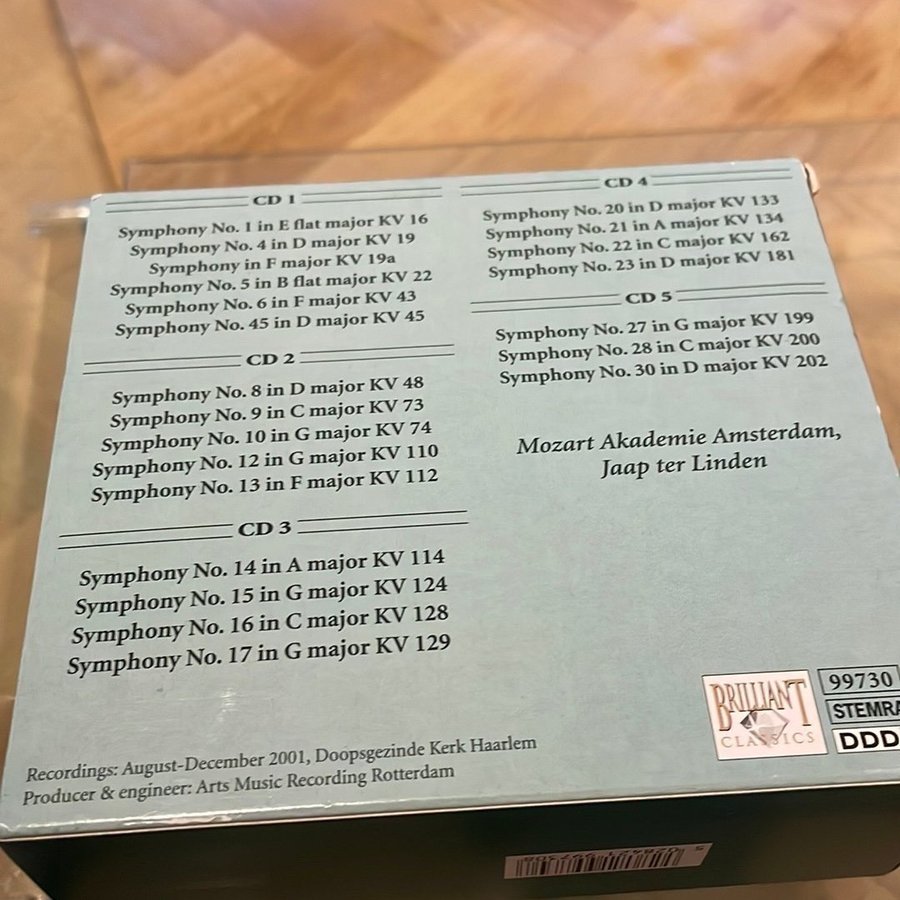 CD 1
Symphony No. 1 in E flat major KV 16
Symphony No. 4 in D major KV 19
Symphony in F major KV 19a
Symphony No. 5 in B flat major KV 22
Symphony No. 6 in F major KV 43
Symphony No. 45 in D major KV 45
CD 2
Symphony No. 8 in D major KV 48
Symphony No. 9 in C major KV 73
Symphony No. 10 in G major KV 74
Symphony No. 12 in G major KV 110
Symphony No. 13 in F major KV 112
CD 3
Symphony No. 14 in A major KV 114
Symphony No. 15 in G major KV 124
Symphony No. 16 in C major KV 128
Symphony No. 17 in G major KV 129
CD 4
Symphony No. 20 in D major KV 133
Symphony No. 21 in A major KV 134
Symphony No. 22 in C major KV 162
Symphony No. 23 in D major KV 181
CD 5
Symphony No. 27 in G major KV 199
Symphony No. 28 in C major KV 200
Symphony No. 30 in D major KV 202
Mozart Akademie Amsterdam,
Jaap ter Linden
Recordings: August-December 2001, Doopsgezinde Kerk Haarlem
Producer & engineer: Arts Music Recording Rotterdam
BRILLIANT
CLASSICS
99730
STEMRA
DDD